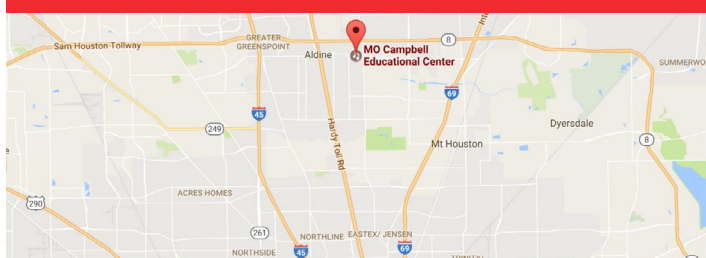 Sam Houston Tollway
GREATER
GREENSPOINT
Aldine
MO Campbell
Educational Center
8
SUMMERWO
45
69
249
Hardy Toll Rd
Mt Houston
Dyersdale
8
ACRES HOMES
290
261
NORTHLINE
EASTEX/ JENSEN
45
69
NORTHSIDE